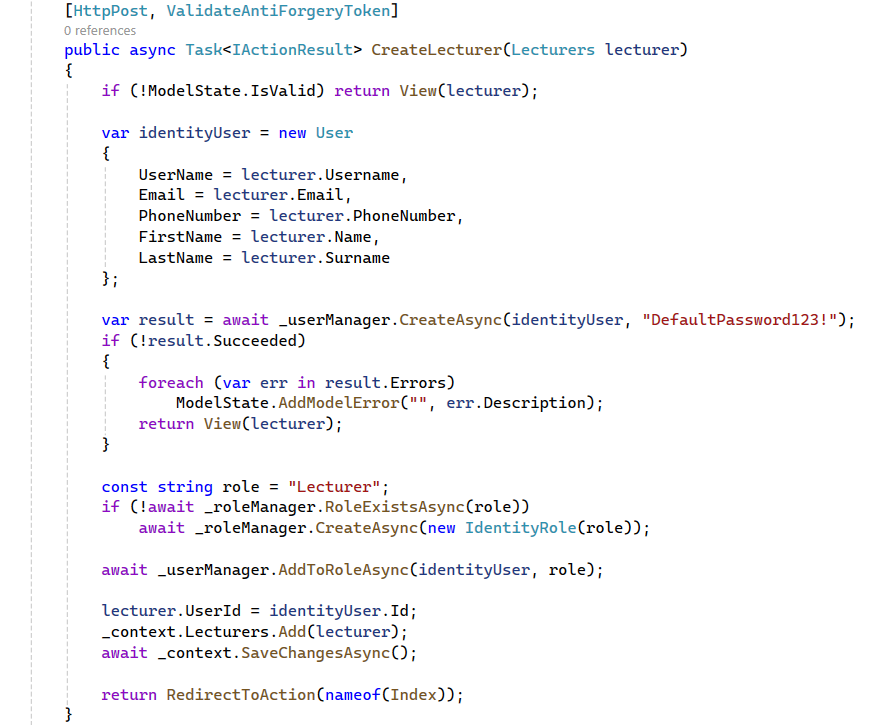 [HttpPost, ValidateAntiForgeryToken]
0 references
public async Task<IActionResult> CreateLecturer(Lecturers lecturer)
{
    if (!ModelState.IsValid) return View(lecturer);

    var identityUser = new User
    {
        UserName = lecturer.Username,
        Email = lecturer.Email,
        PhoneNumber = lecturer.PhoneNumber,
        FirstName = lecturer.Name,
        LastName = lecturer.Surname
    };

    var result = await _userManager.CreateAsync(identityUser, "DefaultPassword123!");
    if (!result.Succeeded)
    {
        foreach (var err in result.Errors)
            ModelState.AddModelError("", err.Description);
        return View(lecturer);
    }

    const string role = "Lecturer";
    if (!await _roleManager.RoleExistsAsync(role))
        await _roleManager.CreateAsync(new IdentityRole(role));

    await _userManager.AddToRoleAsync(identityUser, role);

    lecturer.UserId = identityUser.Id;
    _context.Lecturers.Add(lecturer);
    await _context.SaveChangesAsync();

    return RedirectToAction(nameof(Index));
}